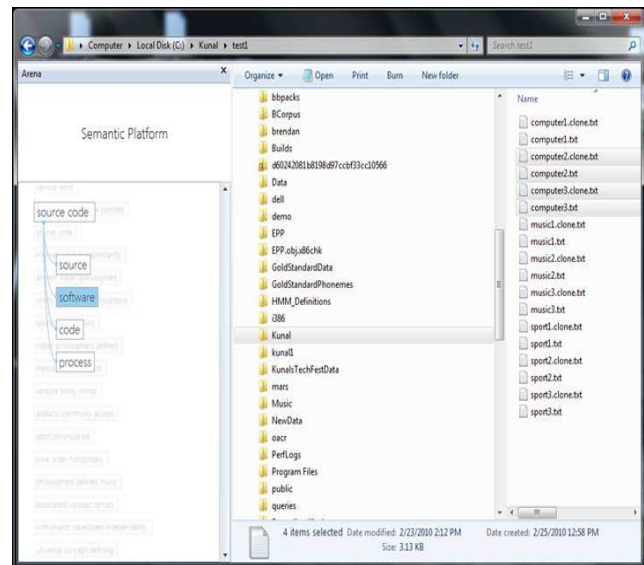 Computer ▸ Local Disk (C:) ▸ Kunal ▸ test1
Search test1
Arena x
Semantic Platform
source code
source
software
code
process
Organize Open Print Burn New folder
bbpacks
BCorpus
brendan
Builds
d60242081b8198d97ccbf33cc10566
Data
dell
demo
EPP
EPP.obj.x86chk
GoldStandardData
GoldStandardPhonemes
HMM_Definitions
i386
Kunal
kunal1
KunalsTechFestData
mars
Music
NewData
oacr
PerfLogs
Program Files
public
queries
Name
computer1.clone.txt
computer1.txt
computer2.clone.txt
computer2.txt
computer3.clone.txt
computer3.txt
music1.clone.txt
music1.txt
music2.clone.txt
music2.txt
music3.clone.txt
music3.txt
sport1.clone.txt
sport1.txt
sport2.clone.txt
sport2.txt
sport3.clone.txt
sport3.txt
4 items selected Date modified: 2/23/2010 2:12 PM Date created: 2/25/2010 12:58 PM
Size: 3.13 KB